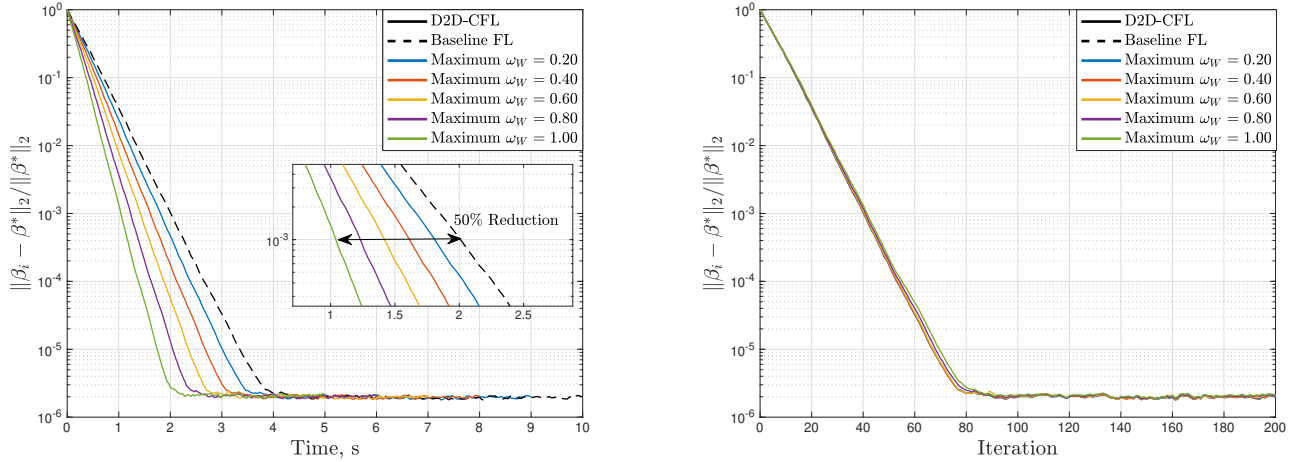 D2D-CFL
Baseline FL
Maximum ω_W = 0.20
Maximum ω_W = 0.40
Maximum ω_W = 0.60
Maximum ω_W = 0.80
Maximum ω_W = 1.00
10^0
10^-1
10^-2
10^-3
10^-4
10^-5
10^-6
‖β_i − β*‖_2/‖β*‖_2
50% Reduction
10^-3
1 1.5 2 2.5
0 1 2 3 4 5 6 7 8 9 10
Time, s
D2D-CFL
Baseline FL
Maximum ω_W = 0.20
Maximum ω_W = 0.40
Maximum ω_W = 0.60
Maximum ω_W = 0.80
Maximum ω_W = 1.00
10^0
10^-1
10^-2
10^-3
10^-4
10^-5
10^-6
‖β_i − β*‖_2/‖β*‖_2
0 20 40 60 80 100 120 140 160 180 200
Iteration